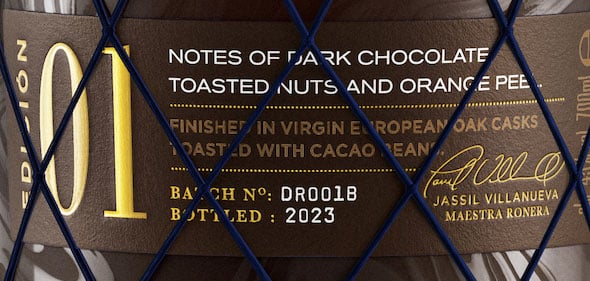 EDICIÓN
01
NOTES OF DARK CHOCOLATE
TOASTED NUTS AND ORANGE PEEL.
FINISHED IN VIRGIN EUROPEAN OAK CASKS
TOASTED WITH CACAO BEANS.
BATCH Nº: DR001B
BOTTLED : 2023
JASSIL VILLANUEVA
MAESTRA RONERA
700ml e